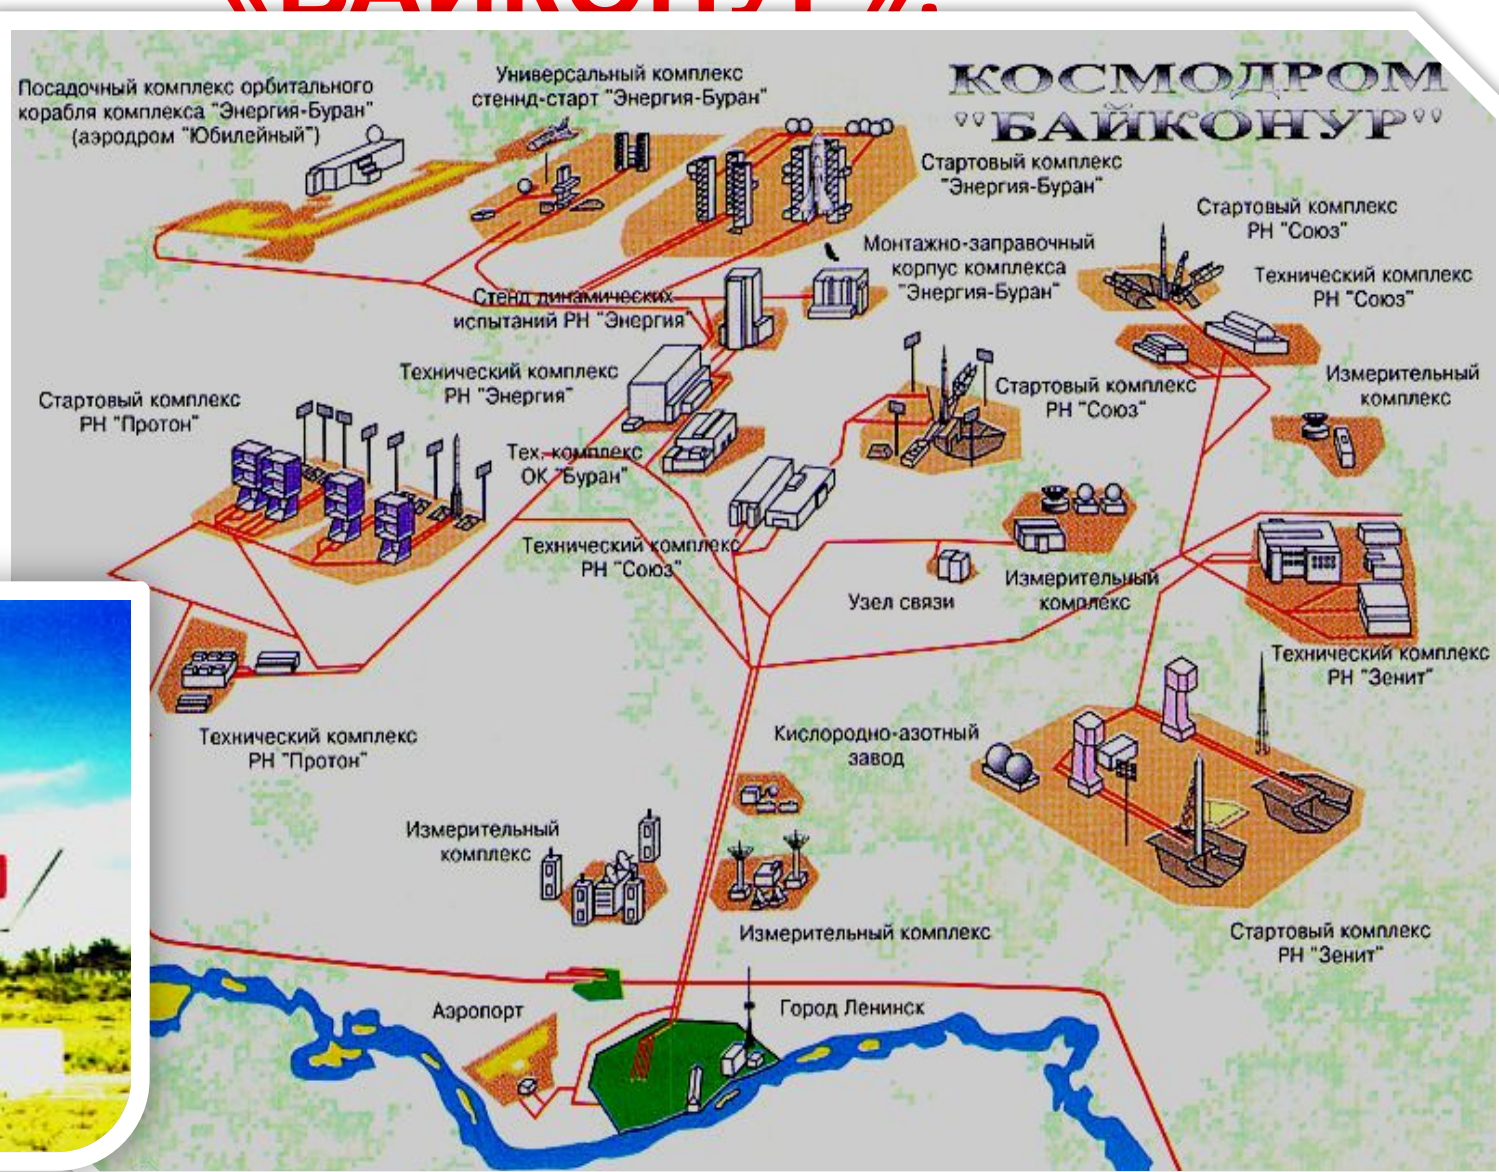 «БАЙКОНУР».
КОСМОДРОМ
"БАЙКОНУР"
Посадочный комплекс орбитального
корабля комплекса "Энергия-Буран"
(аэродром "Юбилейный")
Универсальный комплекс
стеннд-старт "Энергия-Буран"
Стартовый комплекс
"Энергия-Буран"
Стартовый комплекс
РН "Союз"
Монтажно-заправочный
корпус комплекса
"Энергия-Буран"
Технический комплекс
РН "Союз"
Стенд динамических
испытаний РН "Энергия"
Технический комплекс
РН "Энергия"
Стартовый комплекс
РН "Союз"
Измерительный
комплекс
Стартовый комплекс
РН "Протон"
Тех. комплекс
ОК "Буран"
Технический комплекс
РН "Союз"
Узел связи
Измерительный
комплекс
Технический комплекс
РН "Зенит"
Технический комплекс
РН "Протон"
Кислородно-азотный
завод
Измерительный
комплекс
Измерительный комплекс
Стартовый комплекс
РН "Зенит"
Аэропорт
Город Ленинск